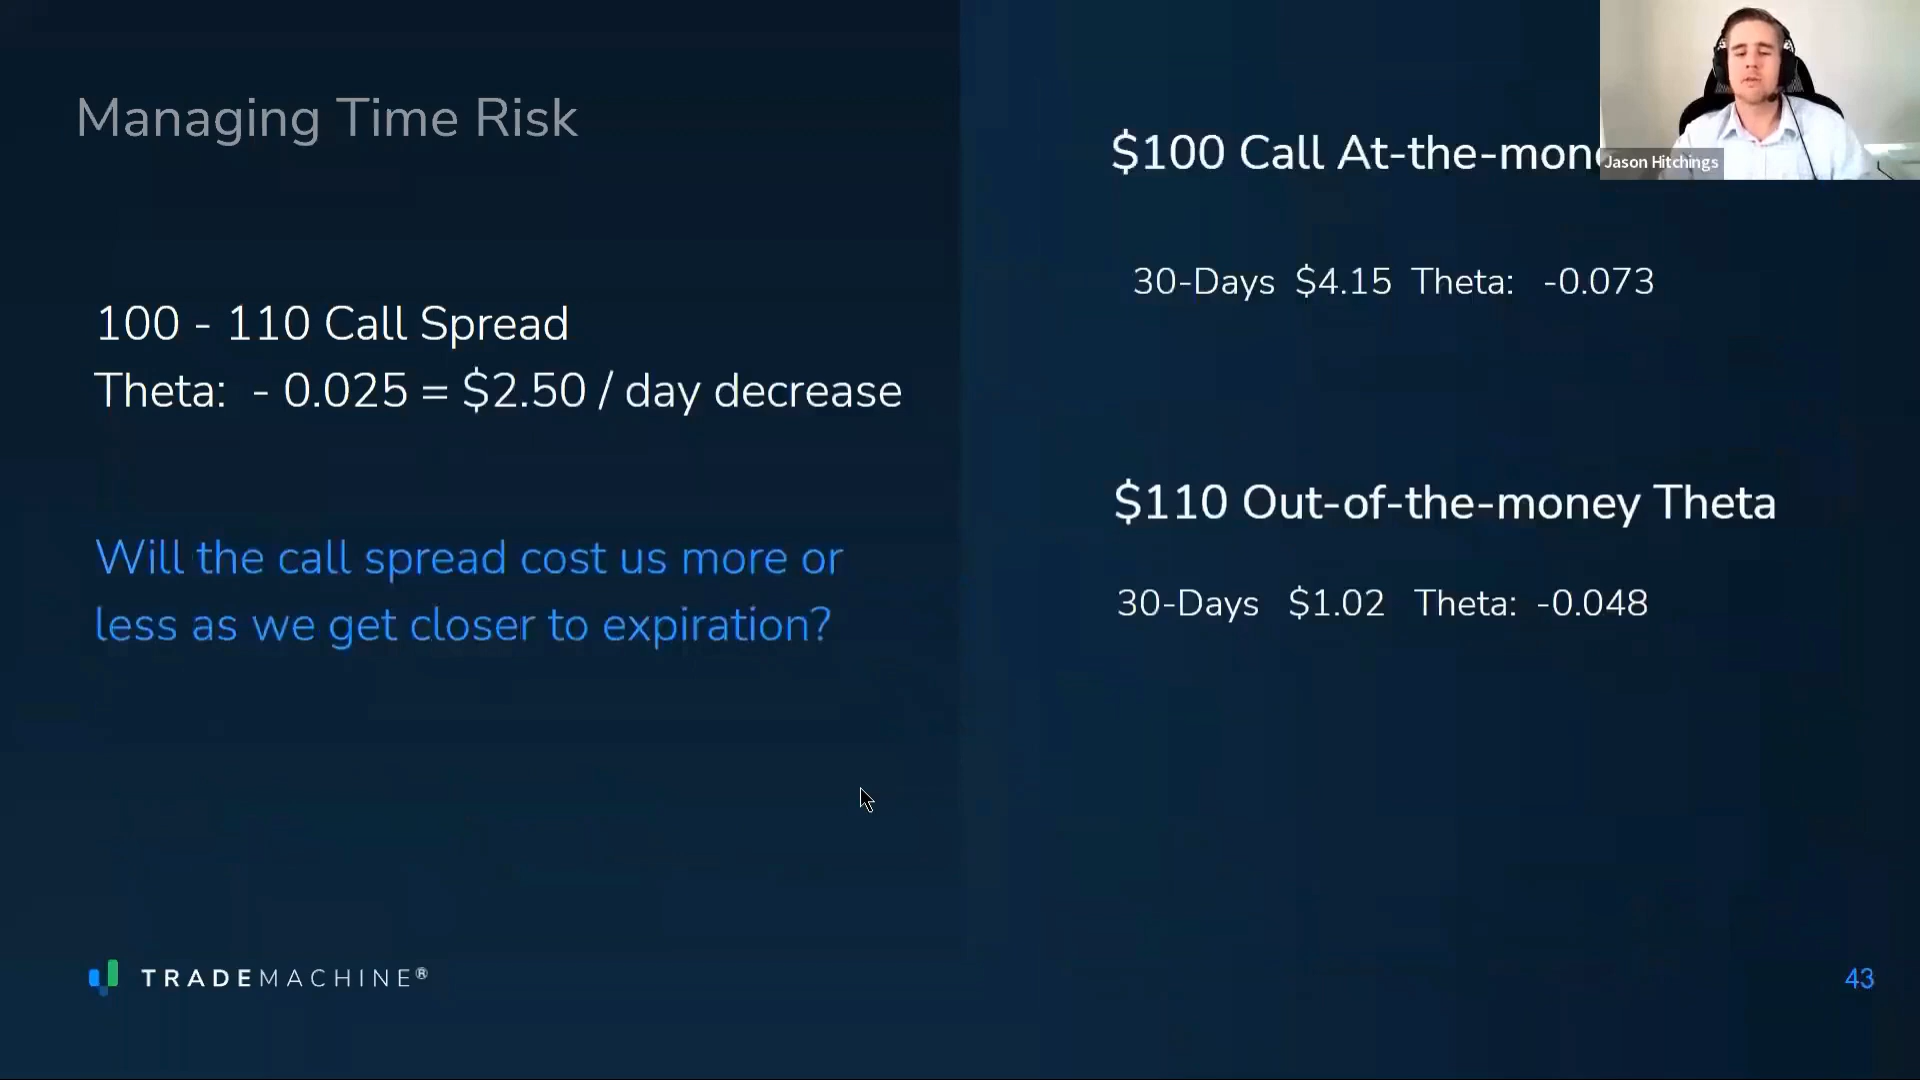 Managing Time Risk
100 - 110 Call Spread
Theta: - 0.025 = $2.50 / day decrease
Will the call spread cost us more or
less as we get closer to expiration?
$100 Call At-the-mon
Jason Hitchings
30-Days $4.15 Theta: -0.073
$110 Out-of-the-money Theta
30-Days $1.02 Theta: -0.048
TRADEMACHINE®
43